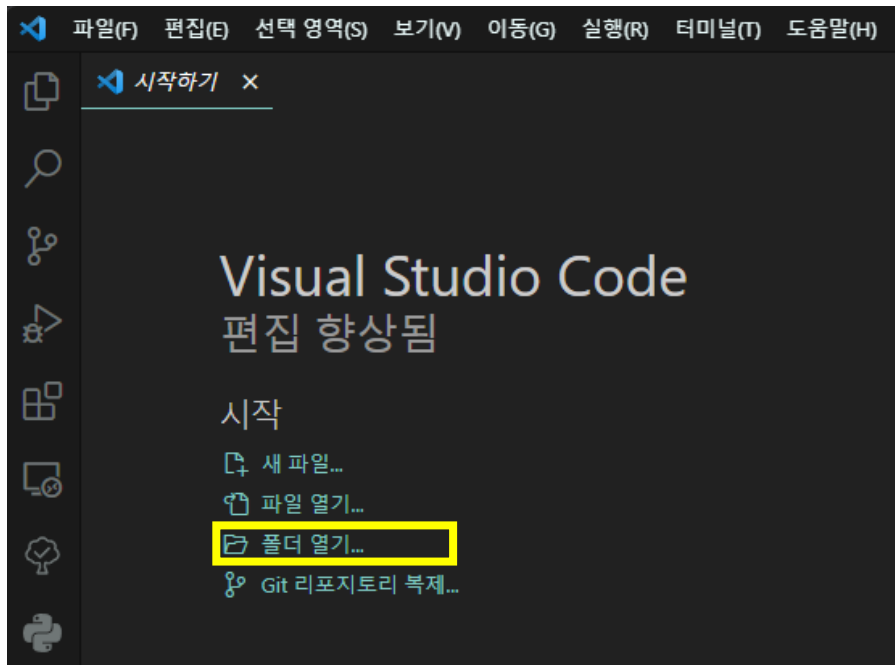 파일(F) 편집(E) 선택 영역(S) 보기(V) 이동(G) 실행(R) 터미널(T) 도움말(H)
시작하기
Visual Studio Code
편집 향상됨
시작
새 파일...
파일 열기...
폴더 열기...
Git 리포지토리 복제...